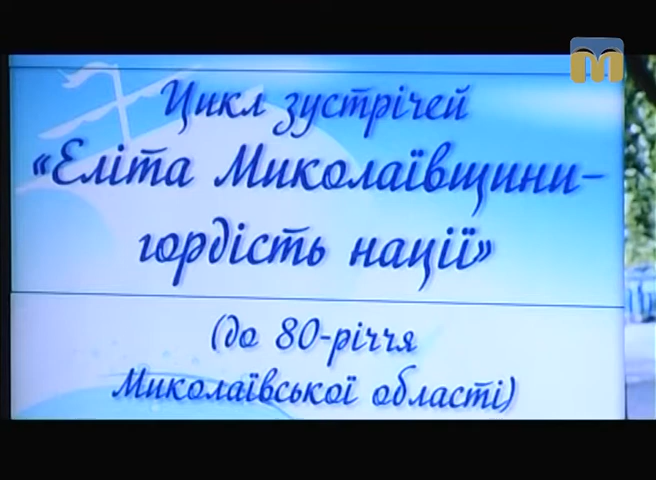 Цикл зустрічей
«Еліта Миколаївщини-
гордість нації»
(до 80-річчя
Миколаївської області)